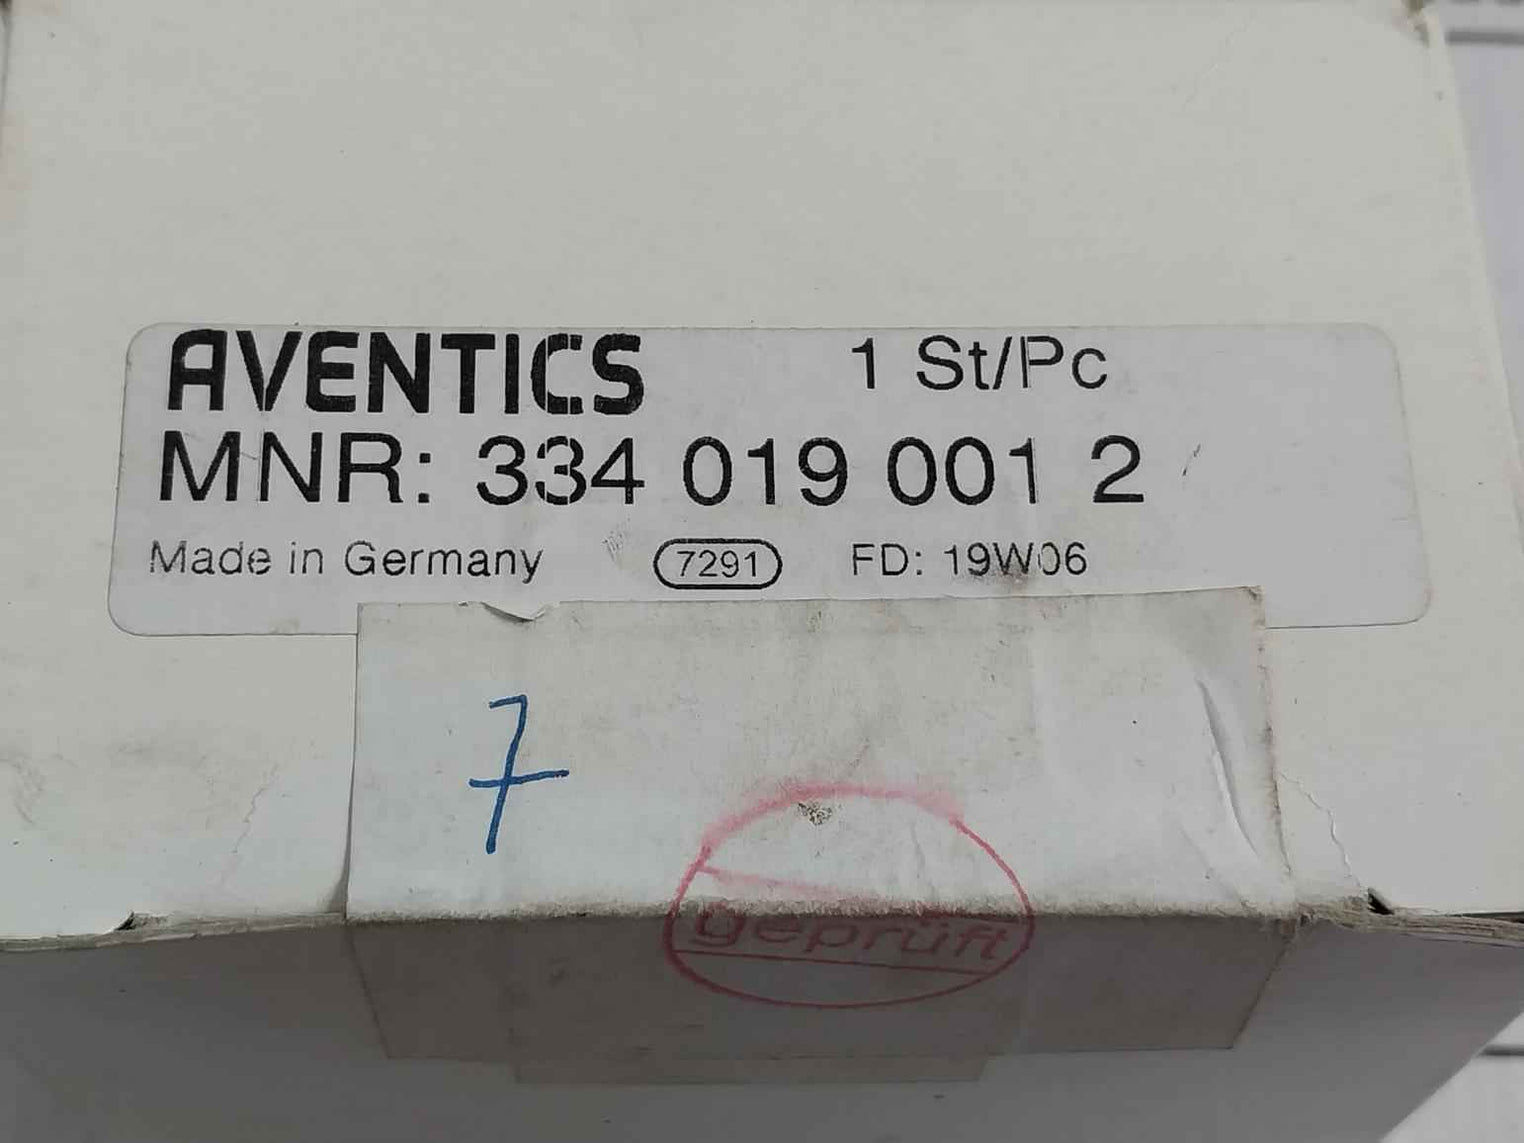 AVENTICS 1 St/Pc
MNR: 334 019 001 2
Made in Germany 7291 FD: 19W06
7
geprüft